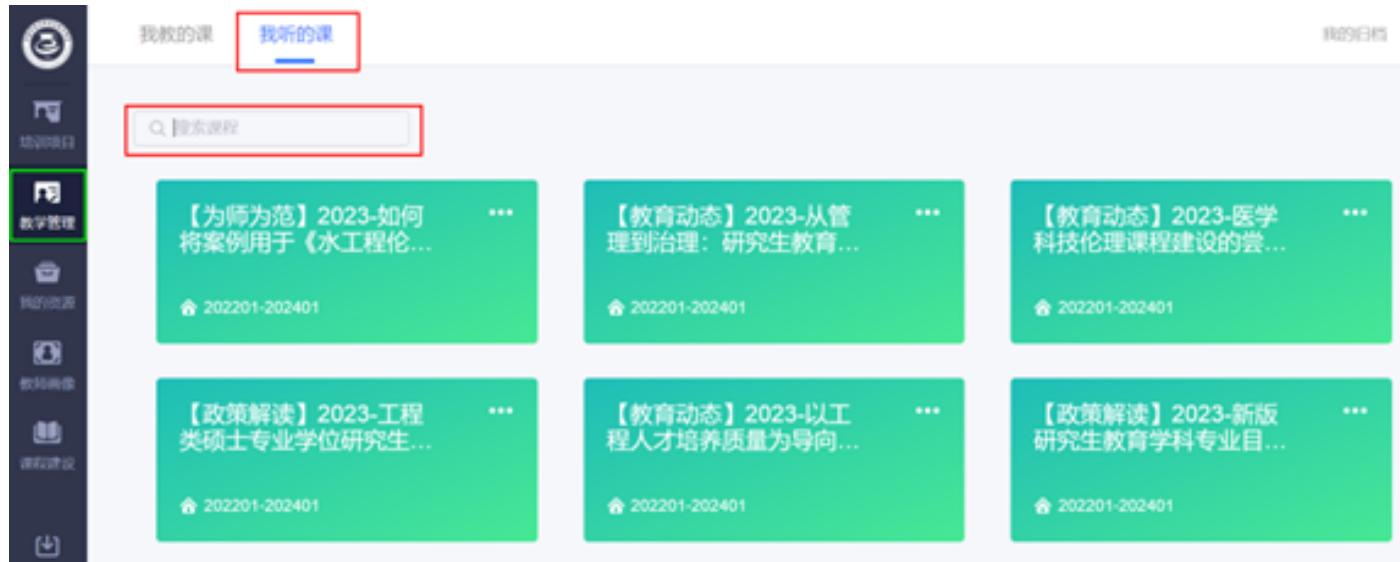 我教的课
我听的课
我的归档
培训项目
教学管理
我的资源
教师画像
课程建设
搜索课程
【为师为范】2023-如何
将案例用于《水工程伦...
202201-202401
【教育动态】2023-从管
理到治理：研究生教育...
202201-202401
【教育动态】2023-医学
科技伦理课程建设的尝...
202201-202401
【政策解读】2023-工程
类硕士专业学位研究生...
202201-202401
【教育动态】2023-以工
程人才培养质量为导向...
202201-202401
【政策解读】2023-新版
研究生教育学科专业目...
202201-202401